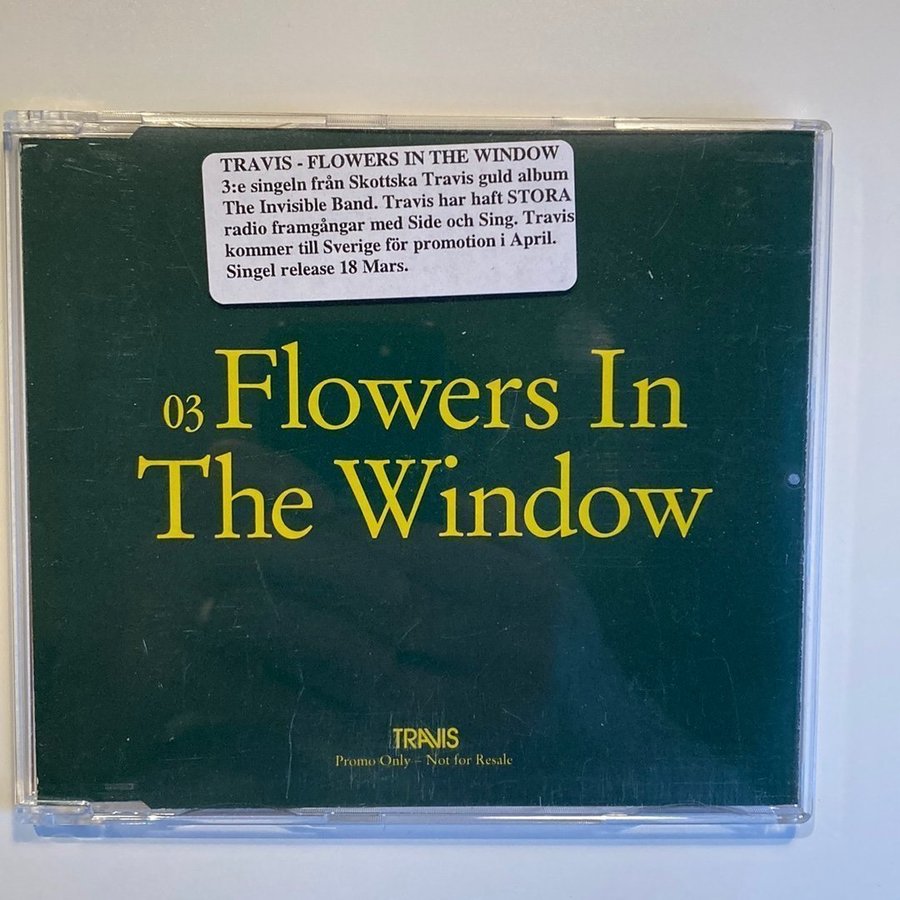 TRAVIS - FLOWERS IN THE WINDOW
3:e singeln från Skottska Travis guld album
The Invisible Band. Travis har haft STORA
radio framgångar med Side och Sing. Travis
kommer till Sverige för promotion i April.
Singel release 18 Mars.
03 Flowers In
The Window
TRAVIS
Promo Only – Not for Resale